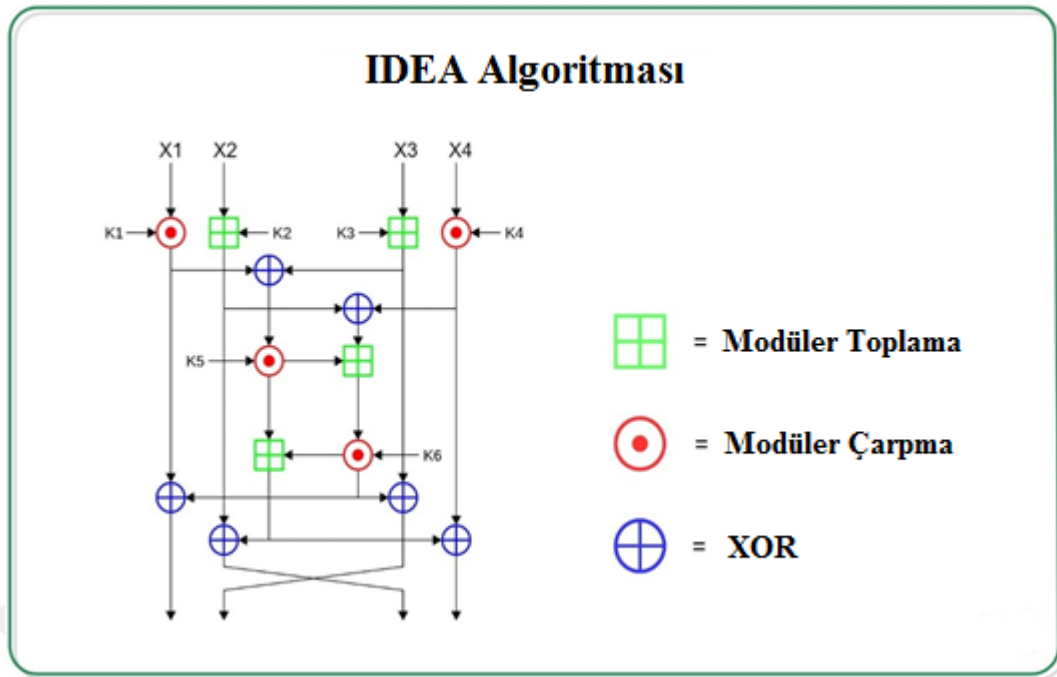 IDEA Algoritması
X1 X2 X3 X4
K1 K2 K3 K4
K5
K6
= Modüler Toplama
= Modüler Çarpma
= XOR